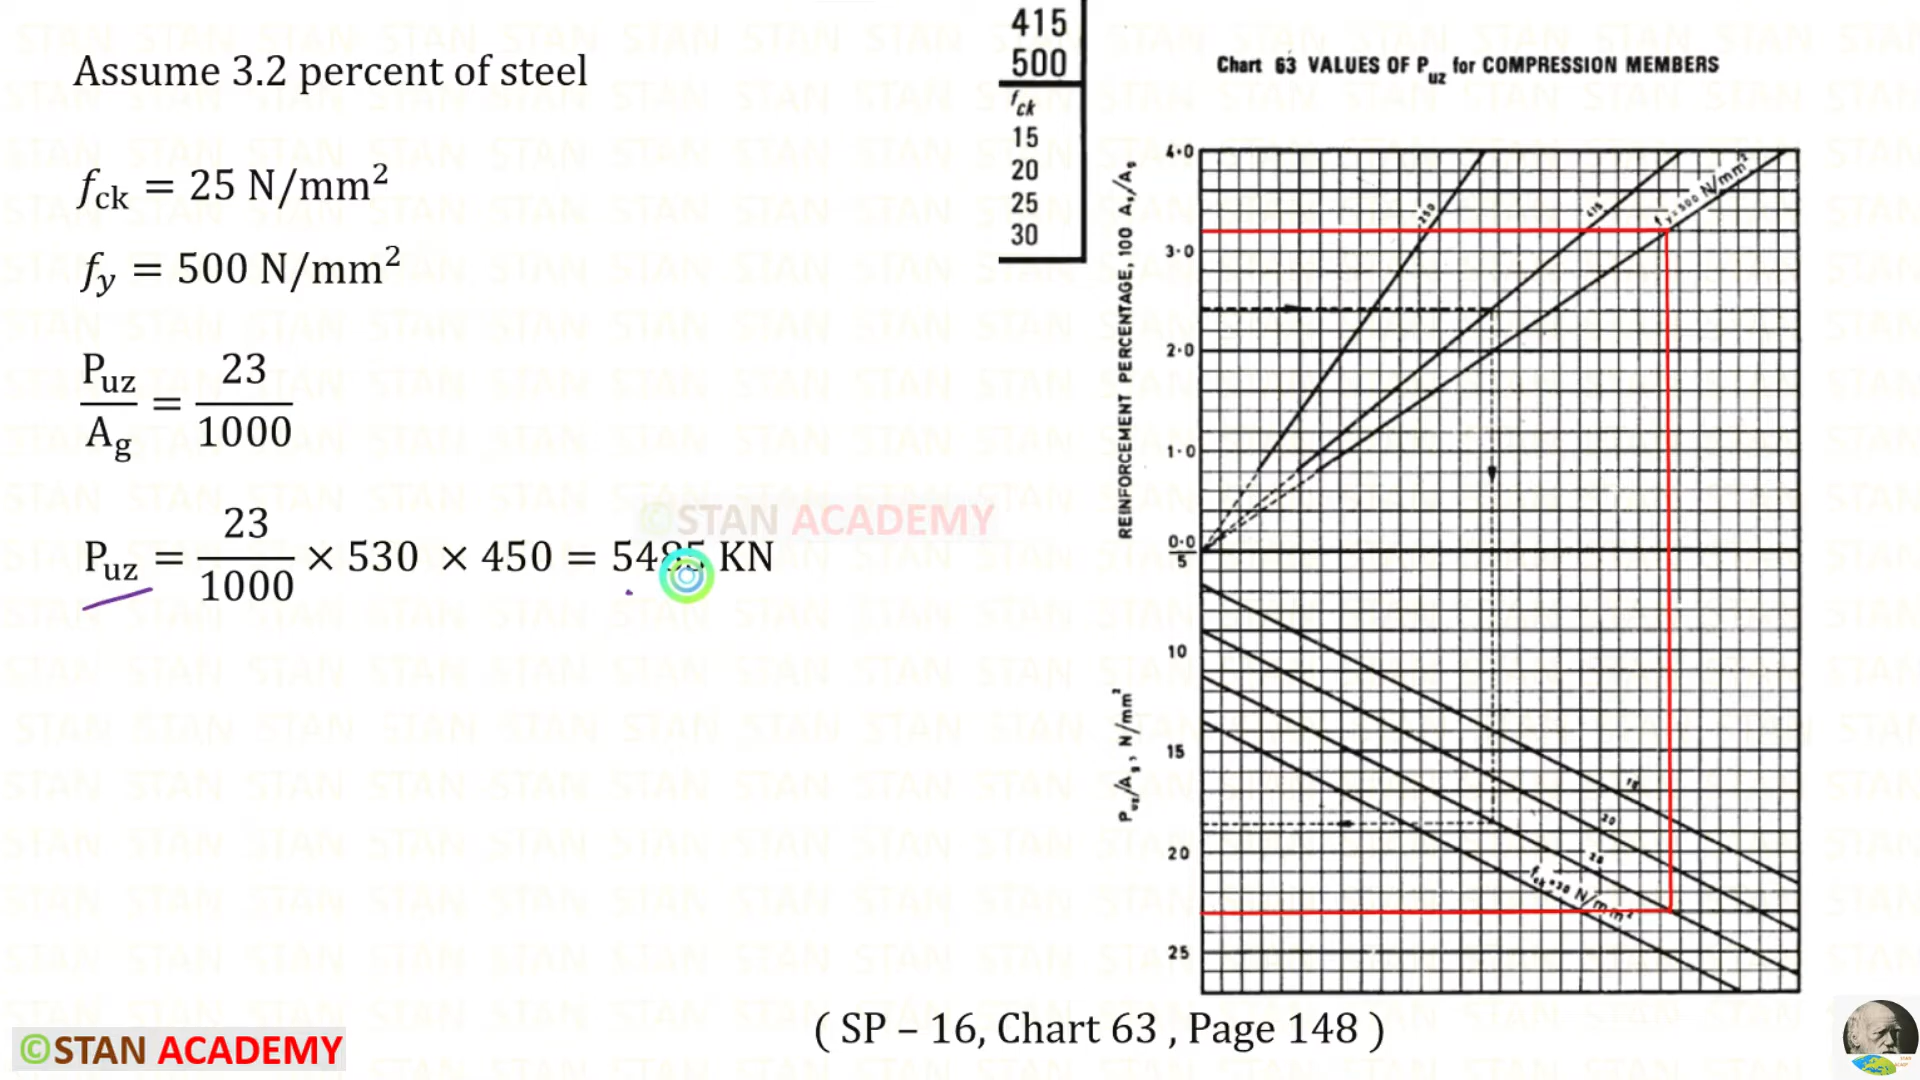 Assume 3.2 percent of steel
f_ck = 25 N/mm²
f_y = 500 N/mm²
P_uz / A_g = 23 / 1000
P_uz = 23 / 1000 × 530 × 450 = 5485 KN
415
500
f_ck
15
20
25
30
Chart 63 VALUES OF P_uz for COMPRESSION MEMBERS
REINFORCEMENT PERCENTAGE, 100 A_s/A_g
4·0
3·0
2·0
1·0
0·0
250
415
f_y=500 N/mm²
P_uz/A_g, N/mm²
5
10
15
20
25
15
20
f_ck=30 N/mm²
( SP – 16, Chart 63 , Page 148 )
©STAN ACADEMY
©STAN ACADEMY